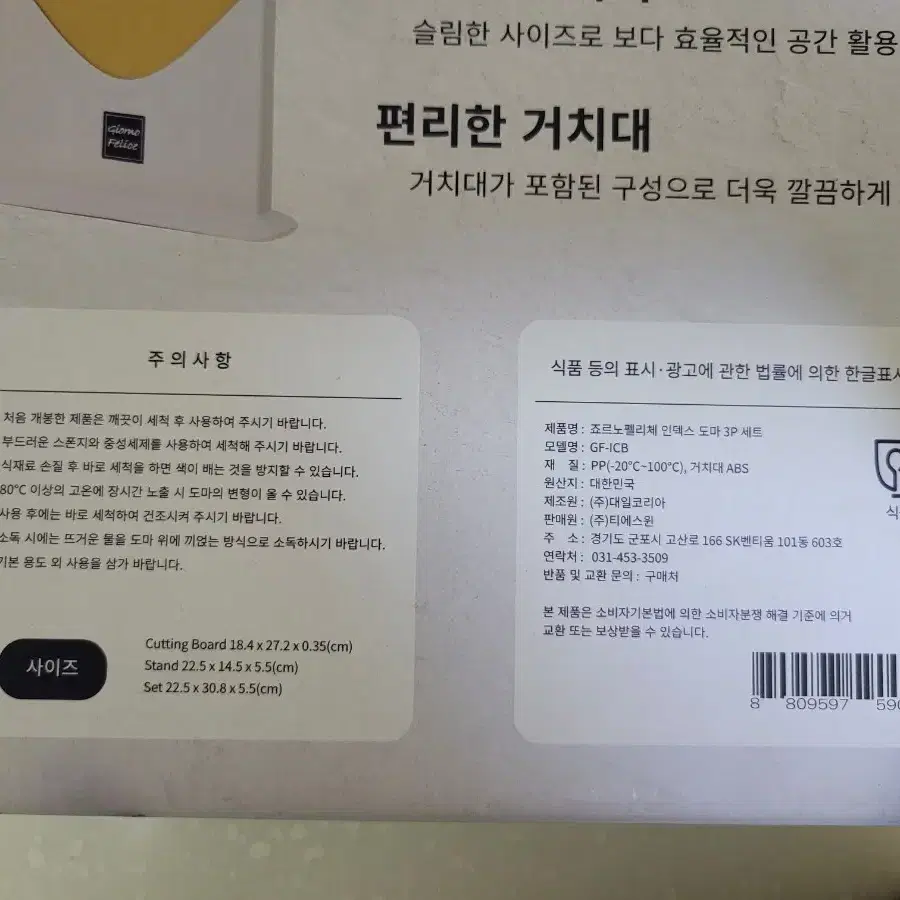 슬림한 사이즈로 보다 효율적인 공간 활용
편리한 거치대
거치대가 포함된 구성으로 더욱 깔끔하게
Giorno
Felice
주의사항
처음 개봉한 제품은 깨끗이 세척 후 사용하여 주시기 바랍니다.
부드러운 스폰지와 중성세제를 사용하여 세척해 주시기 바랍니다.
식재료 손질 후 바로 세척을 하면 색이 배는 것을 방지할 수 있습니다.
80℃ 이상의 고온에 장시간 노출 시 도마의 변형이 올 수 있습니다.
사용 후에는 바로 세척하여 건조시켜 주시기 바랍니다.
소독 시에는 뜨거운 물을 도마 위에 끼얹는 방식으로 소독하시기 바랍니다.
기본 용도 외 사용을 삼가 바랍니다.
사이즈
Cutting Board 18.4 x 27.2 x 0.35(cm)
Stand 22.5 x 14.5 x 5.5(cm)
Set 22.5 x 30.8 x 5.5(cm)
식품 등의 표시·광고에 관한 법률에 의한 한글표시
제품명 : 죠르노펠리체 인덱스 도마 3P 세트
모델명 : GF-ICB
재 질 : PP(-20℃~100℃), 거치대 ABS
원산지 : 대한민국
제조원 : (주)대일코리아
판매원 : (주)티에스윈
주 소 : 경기도 군포시 고산로 166 SK벤티움 101동 603호
연락처 : 031-453-3509
반품 및 교환 문의 : 구매처
본 제품은 소비자기본법에 의한 소비자분쟁 해결 기준에 의거
교환 또는 보상받을 수 있습니다.
식
8 809597 590